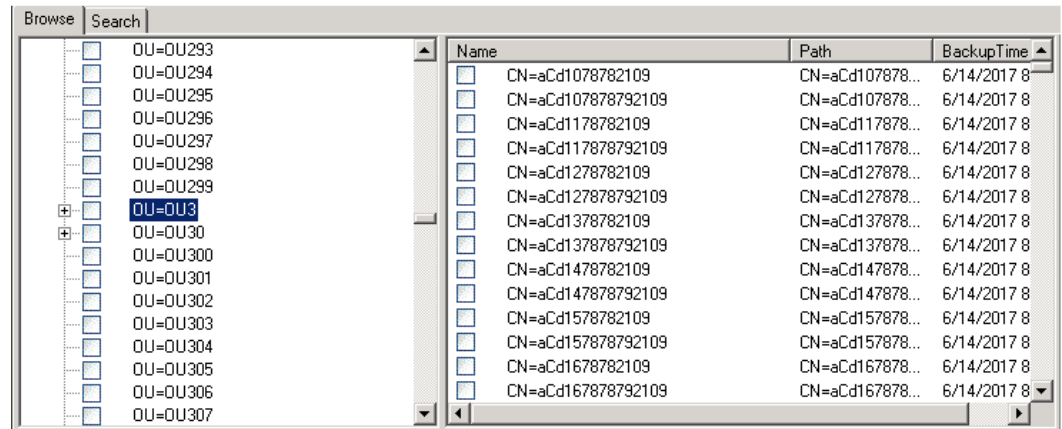 Browse Search
OU=OU293
OU=OU294
OU=OU295
OU=OU296
OU=OU297
OU=OU298
OU=OU299
OU=OU3
OU=OU30
OU=OU300
OU=OU301
OU=OU302
OU=OU303
OU=OU304
OU=OU305
OU=OU306
OU=OU307
Name Path BackupTime
CN=aCd1078782109 CN=aCd107878... 6/14/2017 8
CN=aCd107878792109 CN=aCd107878... 6/14/2017 8
CN=aCd1178782109 CN=aCd117878... 6/14/2017 8
CN=aCd117878792109 CN=aCd117878... 6/14/2017 8
CN=aCd1278782109 CN=aCd127878... 6/14/2017 8
CN=aCd127878792109 CN=aCd127878... 6/14/2017 8
CN=aCd1378782109 CN=aCd137878... 6/14/2017 8
CN=aCd137878792109 CN=aCd137878... 6/14/2017 8
CN=aCd1478782109 CN=aCd147878... 6/14/2017 8
CN=aCd147878792109 CN=aCd147878... 6/14/2017 8
CN=aCd1578782109 CN=aCd157878... 6/14/2017 8
CN=aCd157878792109 CN=aCd157878... 6/14/2017 8
CN=aCd1678782109 CN=aCd167878... 6/14/2017 8
CN=aCd167878792109 CN=aCd167878... 6/14/2017 8